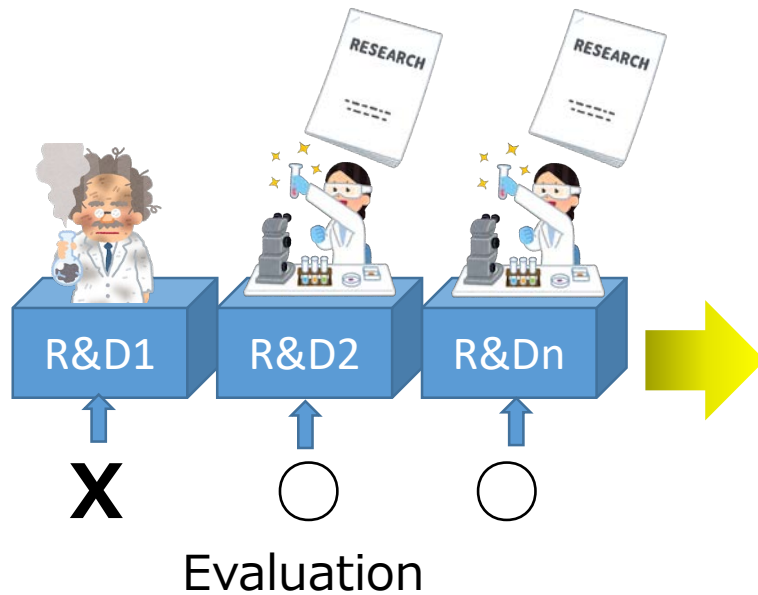 RESEARCH
RESEARCH
R&D1
R&D2
R&Dn
X
Evaluation